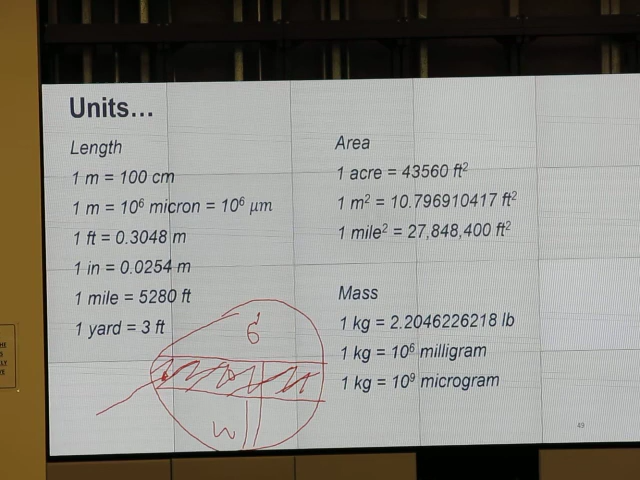 Units...
Length
1 m = 100 cm
1 m = 10⁶ micron = 10⁶ μm
1 ft = 0.3048 m
1 in = 0.0254 m
1 mile = 5280 ft
1 yard = 3 ft
Area
1 acre = 43560 ft²
1 m² = 10.796910417 ft²
1 mile² = 27,848,400 ft²
Mass
1 kg = 2.2046226218 lb
1 kg = 10⁶ milligram
1 kg = 10⁹ microgram
G
W
49